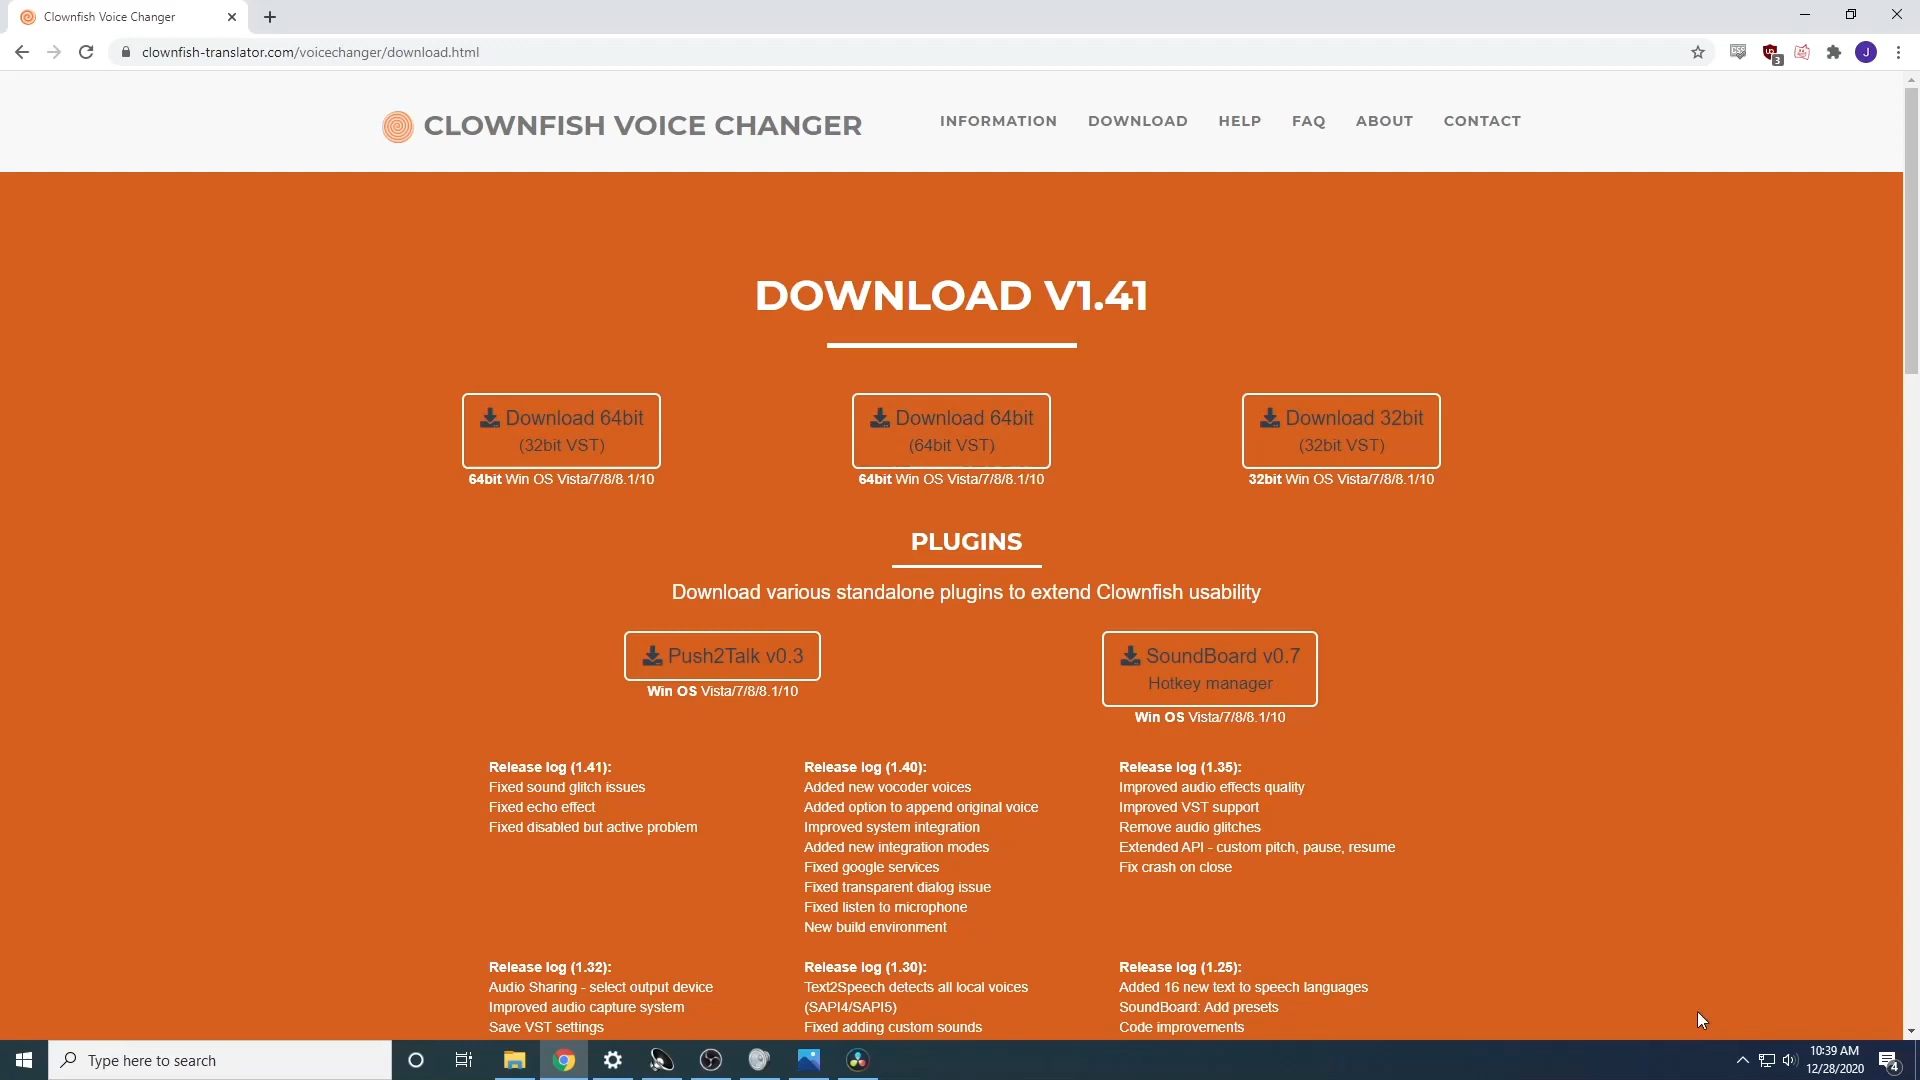 Clownfish Voice Changer
clownfish-translator.com/voicechanger/download.html
CSS
3
J
CLOWNFISH VOICE CHANGER
INFORMATION DOWNLOAD HELP FAQ ABOUT CONTACT
DOWNLOAD V1.41
Download 64bit
(32bit VST)
64bit Win OS Vista/7/8/8.1/10
Download 64bit
(64bit VST)
64bit Win OS Vista/7/8/8.1/10
Download 32bit
(32bit VST)
32bit Win OS Vista/7/8/8.1/10
PLUGINS
Download various standalone plugins to extend Clownfish usability
Push2Talk v0.3
Win OS Vista/7/8/8.1/10
SoundBoard v0.7
Hotkey manager
Win OS Vista/7/8/8.1/10
Release log (1.41):
Fixed sound glitch issues
Fixed echo effect
Fixed disabled but active problem
Release log (1.40):
Added new vocoder voices
Added option to append original voice
Improved system integration
Added new integration modes
Fixed google services
Fixed transparent dialog issue
Fixed listen to microphone
New build environment
Release log (1.35):
Improved audio effects quality
Improved VST support
Remove audio glitches
Extended API - custom pitch, pause, resume
Fix crash on close
Release log (1.32):
Audio Sharing - select output device
Improved audio capture system
Save VST settings
Release log (1.30):
Text2Speech detects all local voices
(SAPI4/SAPI5)
Fixed adding custom sounds
Release log (1.25):
Added 16 new text to speech languages
SoundBoard: Add presets
Code improvements
Type here to search
10:39 AM
12/28/2020
4